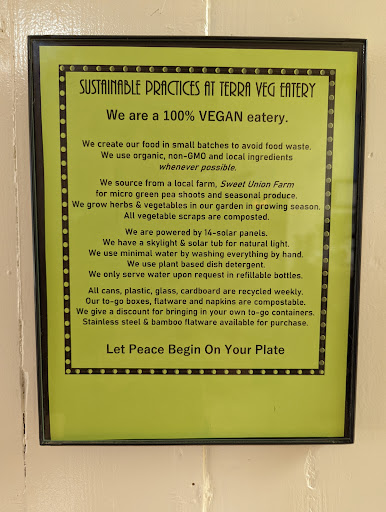 SUSTAINABLE PRACTICES AT TERRA VEG EATERY
We are a 100% VEGAN eatery.
We create our food in small batches to avoid food waste.
We use organic, non-GMO and local ingredients
whenever possible.
We source from a local farm, Sweet Union Farm
for micro green pea shoots and seasonal produce.
We grow herbs & vegetables in our garden in growing season.
All vegetable scraps are composted.
We are powered by 14-solar panels.
We have a skylight & solar tub for natural light.
We use minimal water by washing everything by hand.
We use plant based dish detergent.
We only serve water upon request in refillable bottles.
All cans, plastic, glass, cardboard are recycled weekly.
Our to-go boxes, flatware and napkins are compostable.
We give a discount for bringing in your own to-go containers.
Stainless steel & bamboo flatware available for purchase.
Let Peace Begin On Your Plate